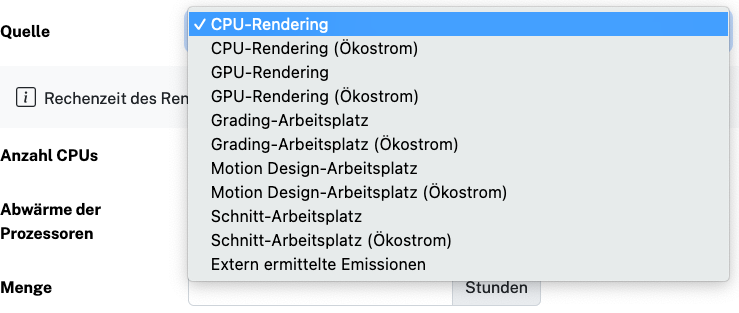 Quelle
✓ CPU-Rendering
CPU-Rendering (Ökostrom)
GPU-Rendering
GPU-Rendering (Ökostrom)
Grading-Arbeitsplatz
Grading-Arbeitsplatz (Ökostrom)
Motion Design-Arbeitsplatz
Motion Design-Arbeitsplatz (Ökostrom)
Schnitt-Arbeitsplatz
Schnitt-Arbeitsplatz (Ökostrom)
Extern ermittelte Emissionen
i Rechenzeit des Ren
Anzahl CPUs
Abwärme der
Prozessoren
Menge
Stunden